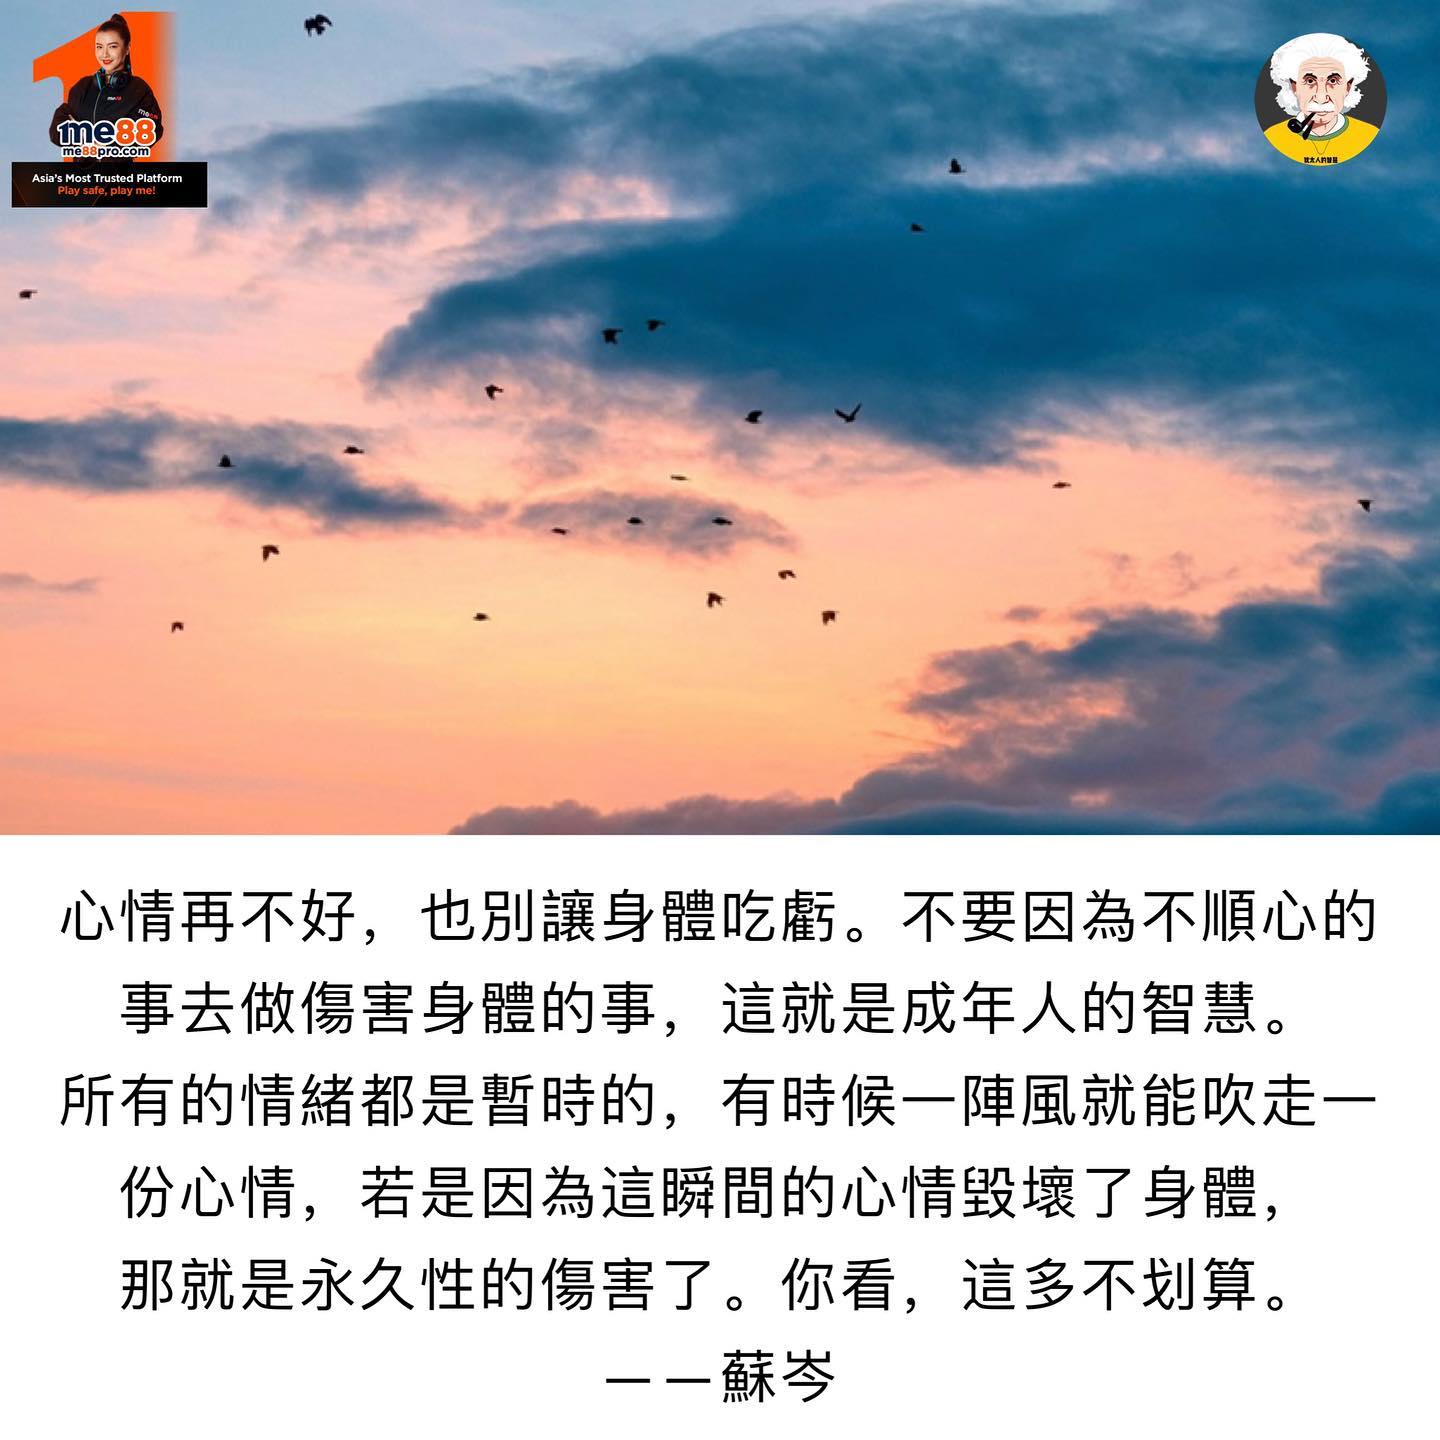 me88
me88
me88pro.com
Asia's Most Trusted Platform
Play safe, play me!
犹太人的智慧
心情再不好，也別讓身體吃虧。不要因為不順心的
事去做傷害身體的事，這就是成年人的智慧。
所有的情緒都是暫時的，有時候一陣風就能吹走一
份心情，若是因為這瞬間的心情毀壞了身體，
那就是永久性的傷害了。你看，這多不划算。
——蘇岑